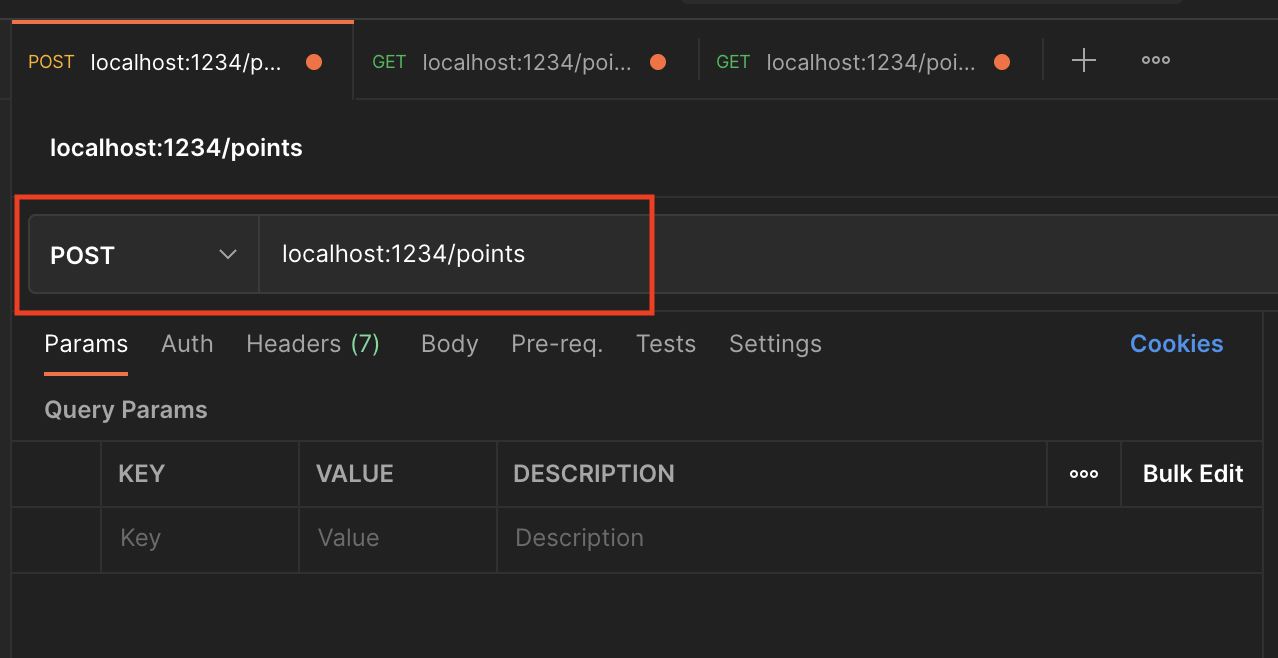 POST localhost:1234/p... GET localhost:1234/poi... GET localhost:1234/poi...
localhost:1234/points
POST localhost:1234/points
Params Auth Headers (7) Body Pre-req. Tests Settings Cookies
Query Params
KEY VALUE DESCRIPTION Bulk Edit
Key Value Description